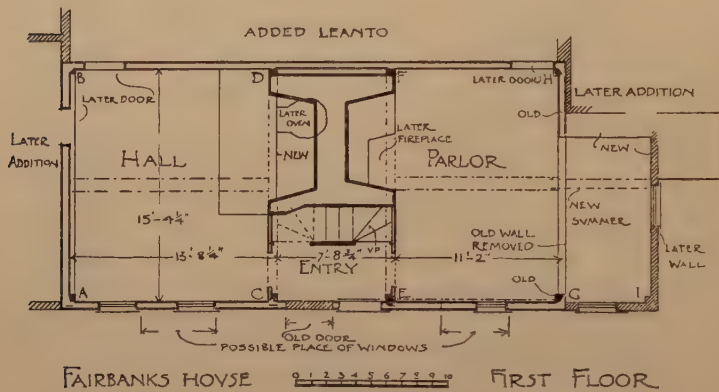 ADDED LEANTO
B
D
F
LATER DOOR H
LATER DOOR
OLD
LATER ADDITION
LATER OVEN
NEW
LATER FIREPLACE
NEW
LATER ADDITION
HALL
PARLOR
15'-4¼"
NEW SVMMER
OLD WALL REMOVED
LATER WALL
13'-8¼"
7'-8¾"
VP
11'-2"
ENTRY
OLD
A
C
E
G
I
OLD DOOR
POSSIBLE PLACE OF WINDOWS
FAIRBANKS HOVSE
0 1 2 3 4 5 6 7 8 9 10
FIRST FLOOR